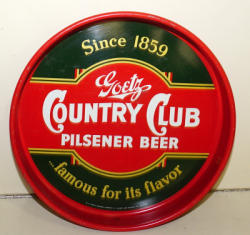 Since 1859
Goetz
COUNTRY CLUB
PILSENER BEER
...famous for its flavor